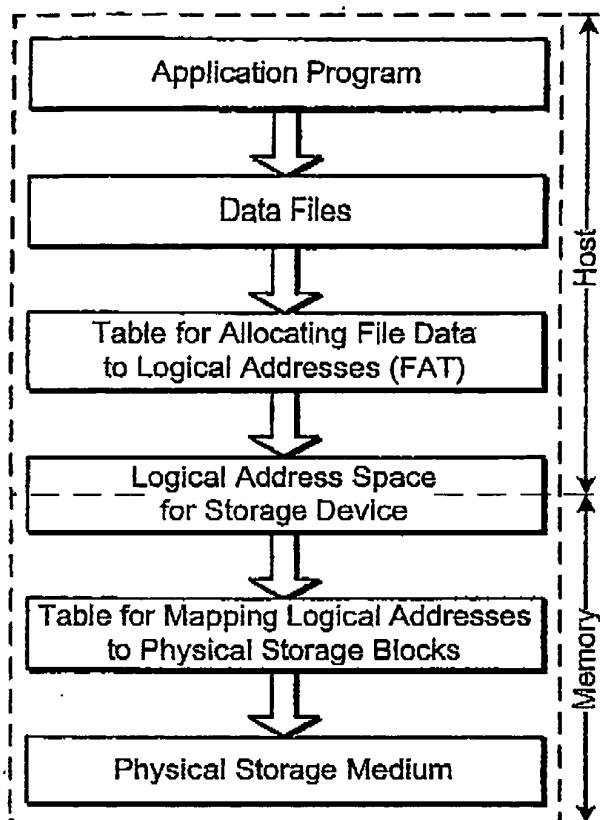 Application Program
Data Files
Table for Allocating File Data
to Logical Addresses (FAT)
Logical Address Space
for Storage Device
Table for Mapping Logical Addresses
to Physical Storage Blocks
Physical Storage Medium
Host
Memory